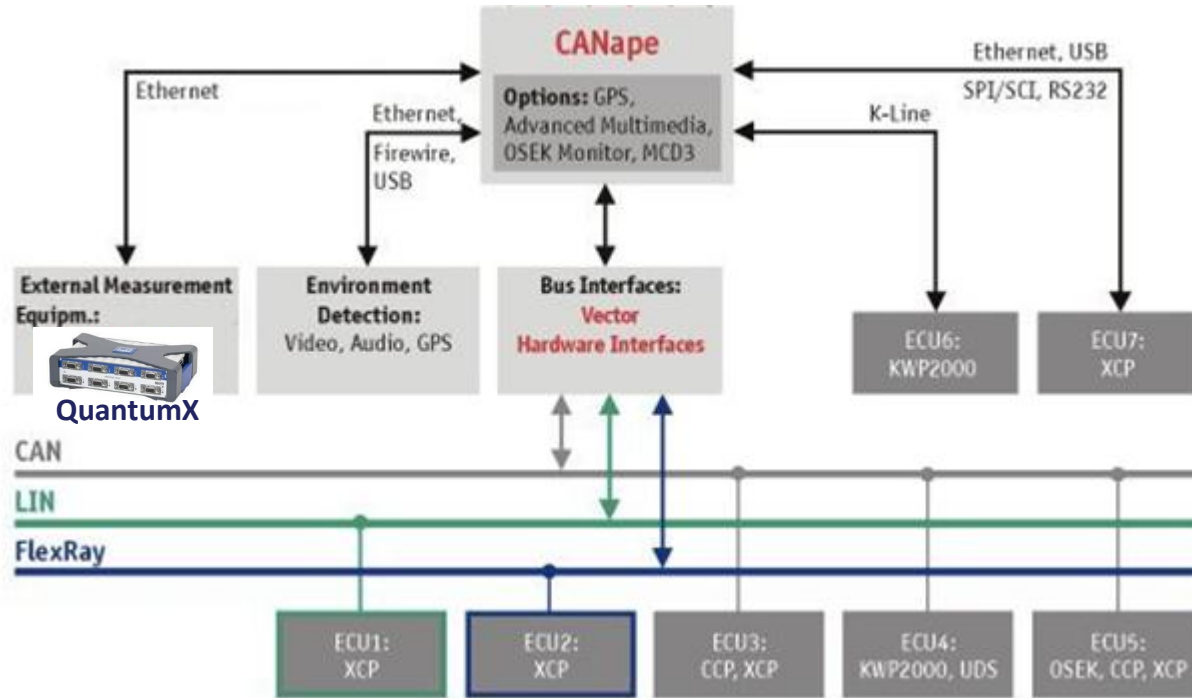 CANape
Options: GPS,
Advanced Multimedia,
OSEK Monitor, MCD3
Ethernet
Ethernet,
Firewire,
USB
Ethernet, USB
SPI/SCI, RS232
K-Line
External Measurement
Equipm.:
QuantumX
Environment
Detection:
Video, Audio, GPS
Bus Interfaces:
Vector
Hardware Interfaces
ECU6:
KWP2000
ECU7:
XCP
CAN
LIN
FlexRay
ECU1:
XCP
ECU2:
XCP
ECU3:
CCP, XCP
ECU4:
KWP2000, UDS
ECU5:
OSEK, CCP, XCP